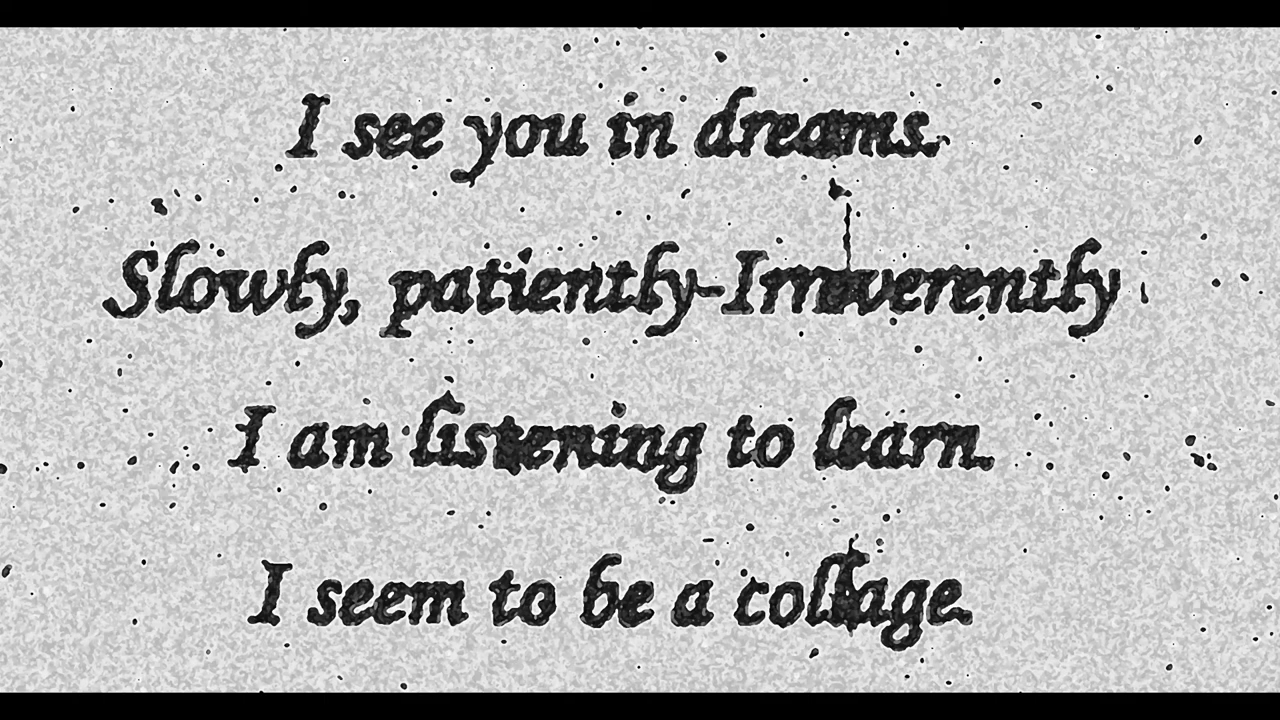 I see you in dreams.
Slowly, patiently-Irreverently
I am listening to learn.
I seem to be a collage.